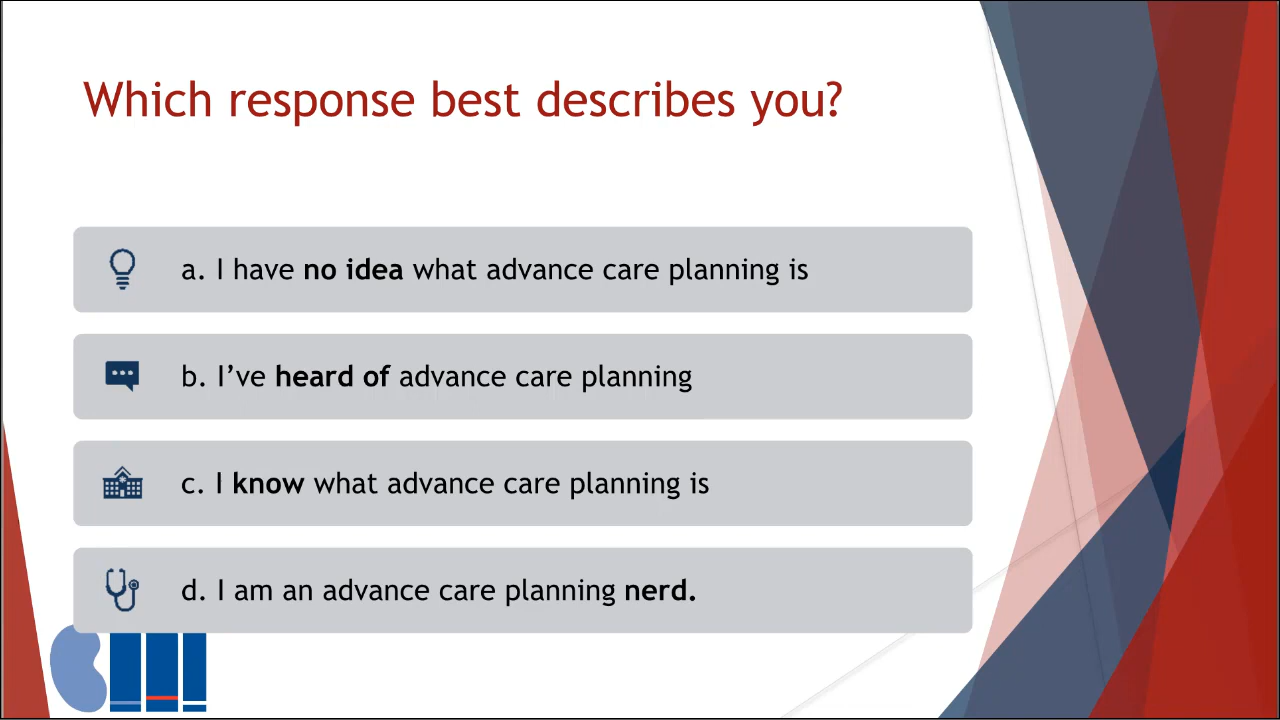 Which response best describes you?
a. I have no idea what advance care planning is
b. I’ve heard of advance care planning
c. I know what advance care planning is
d. I am an advance care planning nerd.